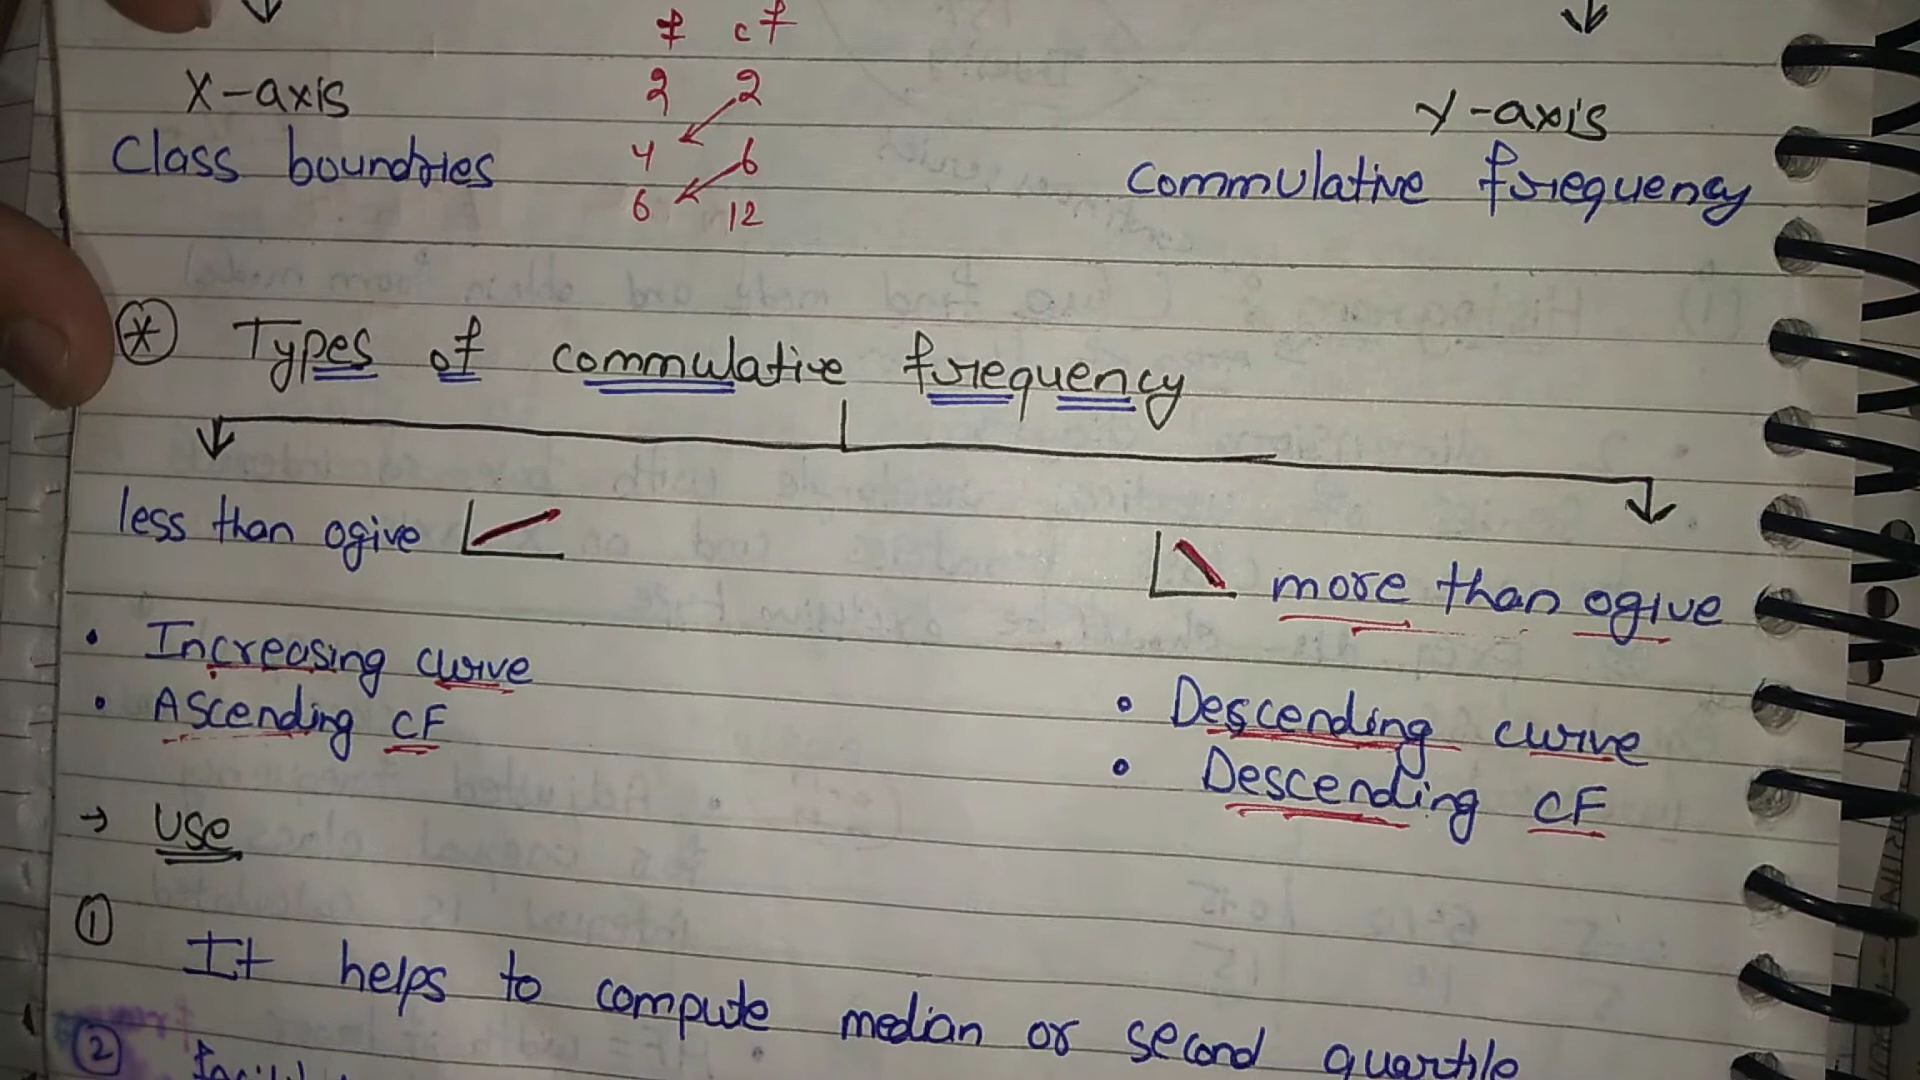 f cf
X-axis
2 2
Y-axis
Class boundries
4 6
Commulative frequency
6 12
* Types of commulative frequency
less than ogive
more than ogive
• Increasing curve
• Ascending CF
• Descending curve
• Descending CF
→ Use
① It helps to compute median or second quartile
②